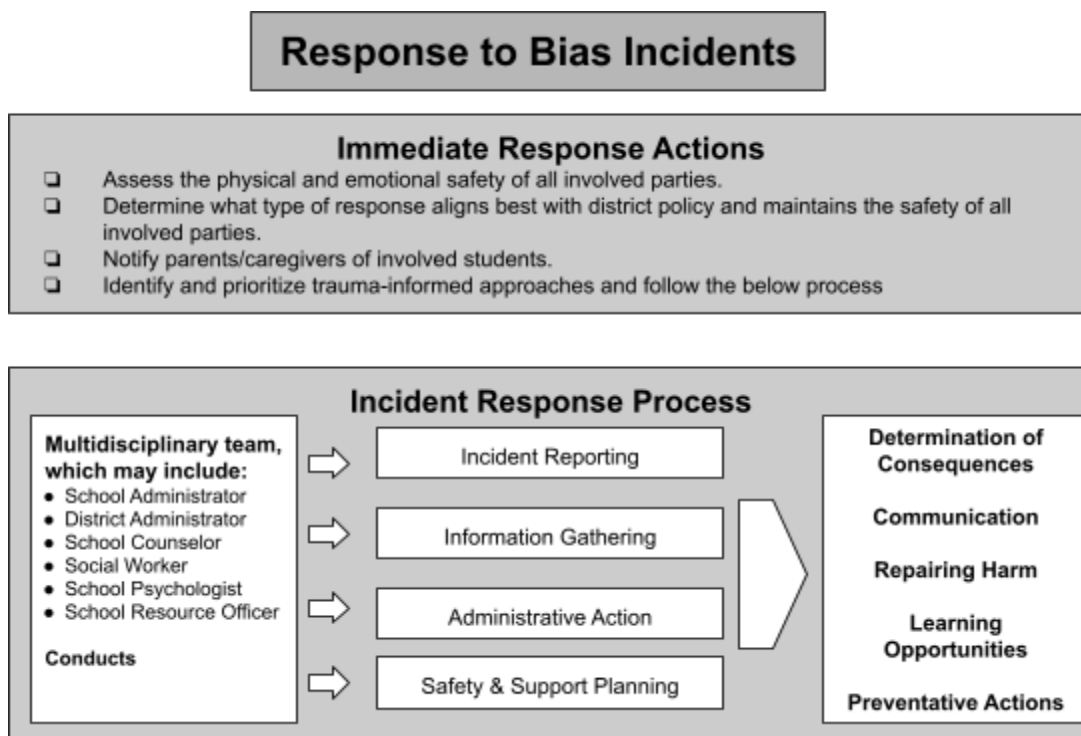 Response to Bias Incidents
Immediate Response Actions
❏ Assess the physical and emotional safety of all involved parties.
❏ Determine what type of response aligns best with district policy and maintains the safety of all
involved parties.
❏ Notify parents/caregivers of involved students.
❏ Identify and prioritize trauma-informed approaches and follow the below process
Incident Response Process
Multidisciplinary team,
which may include:
● School Administrator
● District Administrator
● School Counselor
● Social Worker
● School Psychologist
● School Resource Officer
Conducts
Incident Reporting
Information Gathering
Administrative Action
Safety & Support Planning
Determination of
Consequences
Communication
Repairing Harm
Learning
Opportunities
Preventative Actions